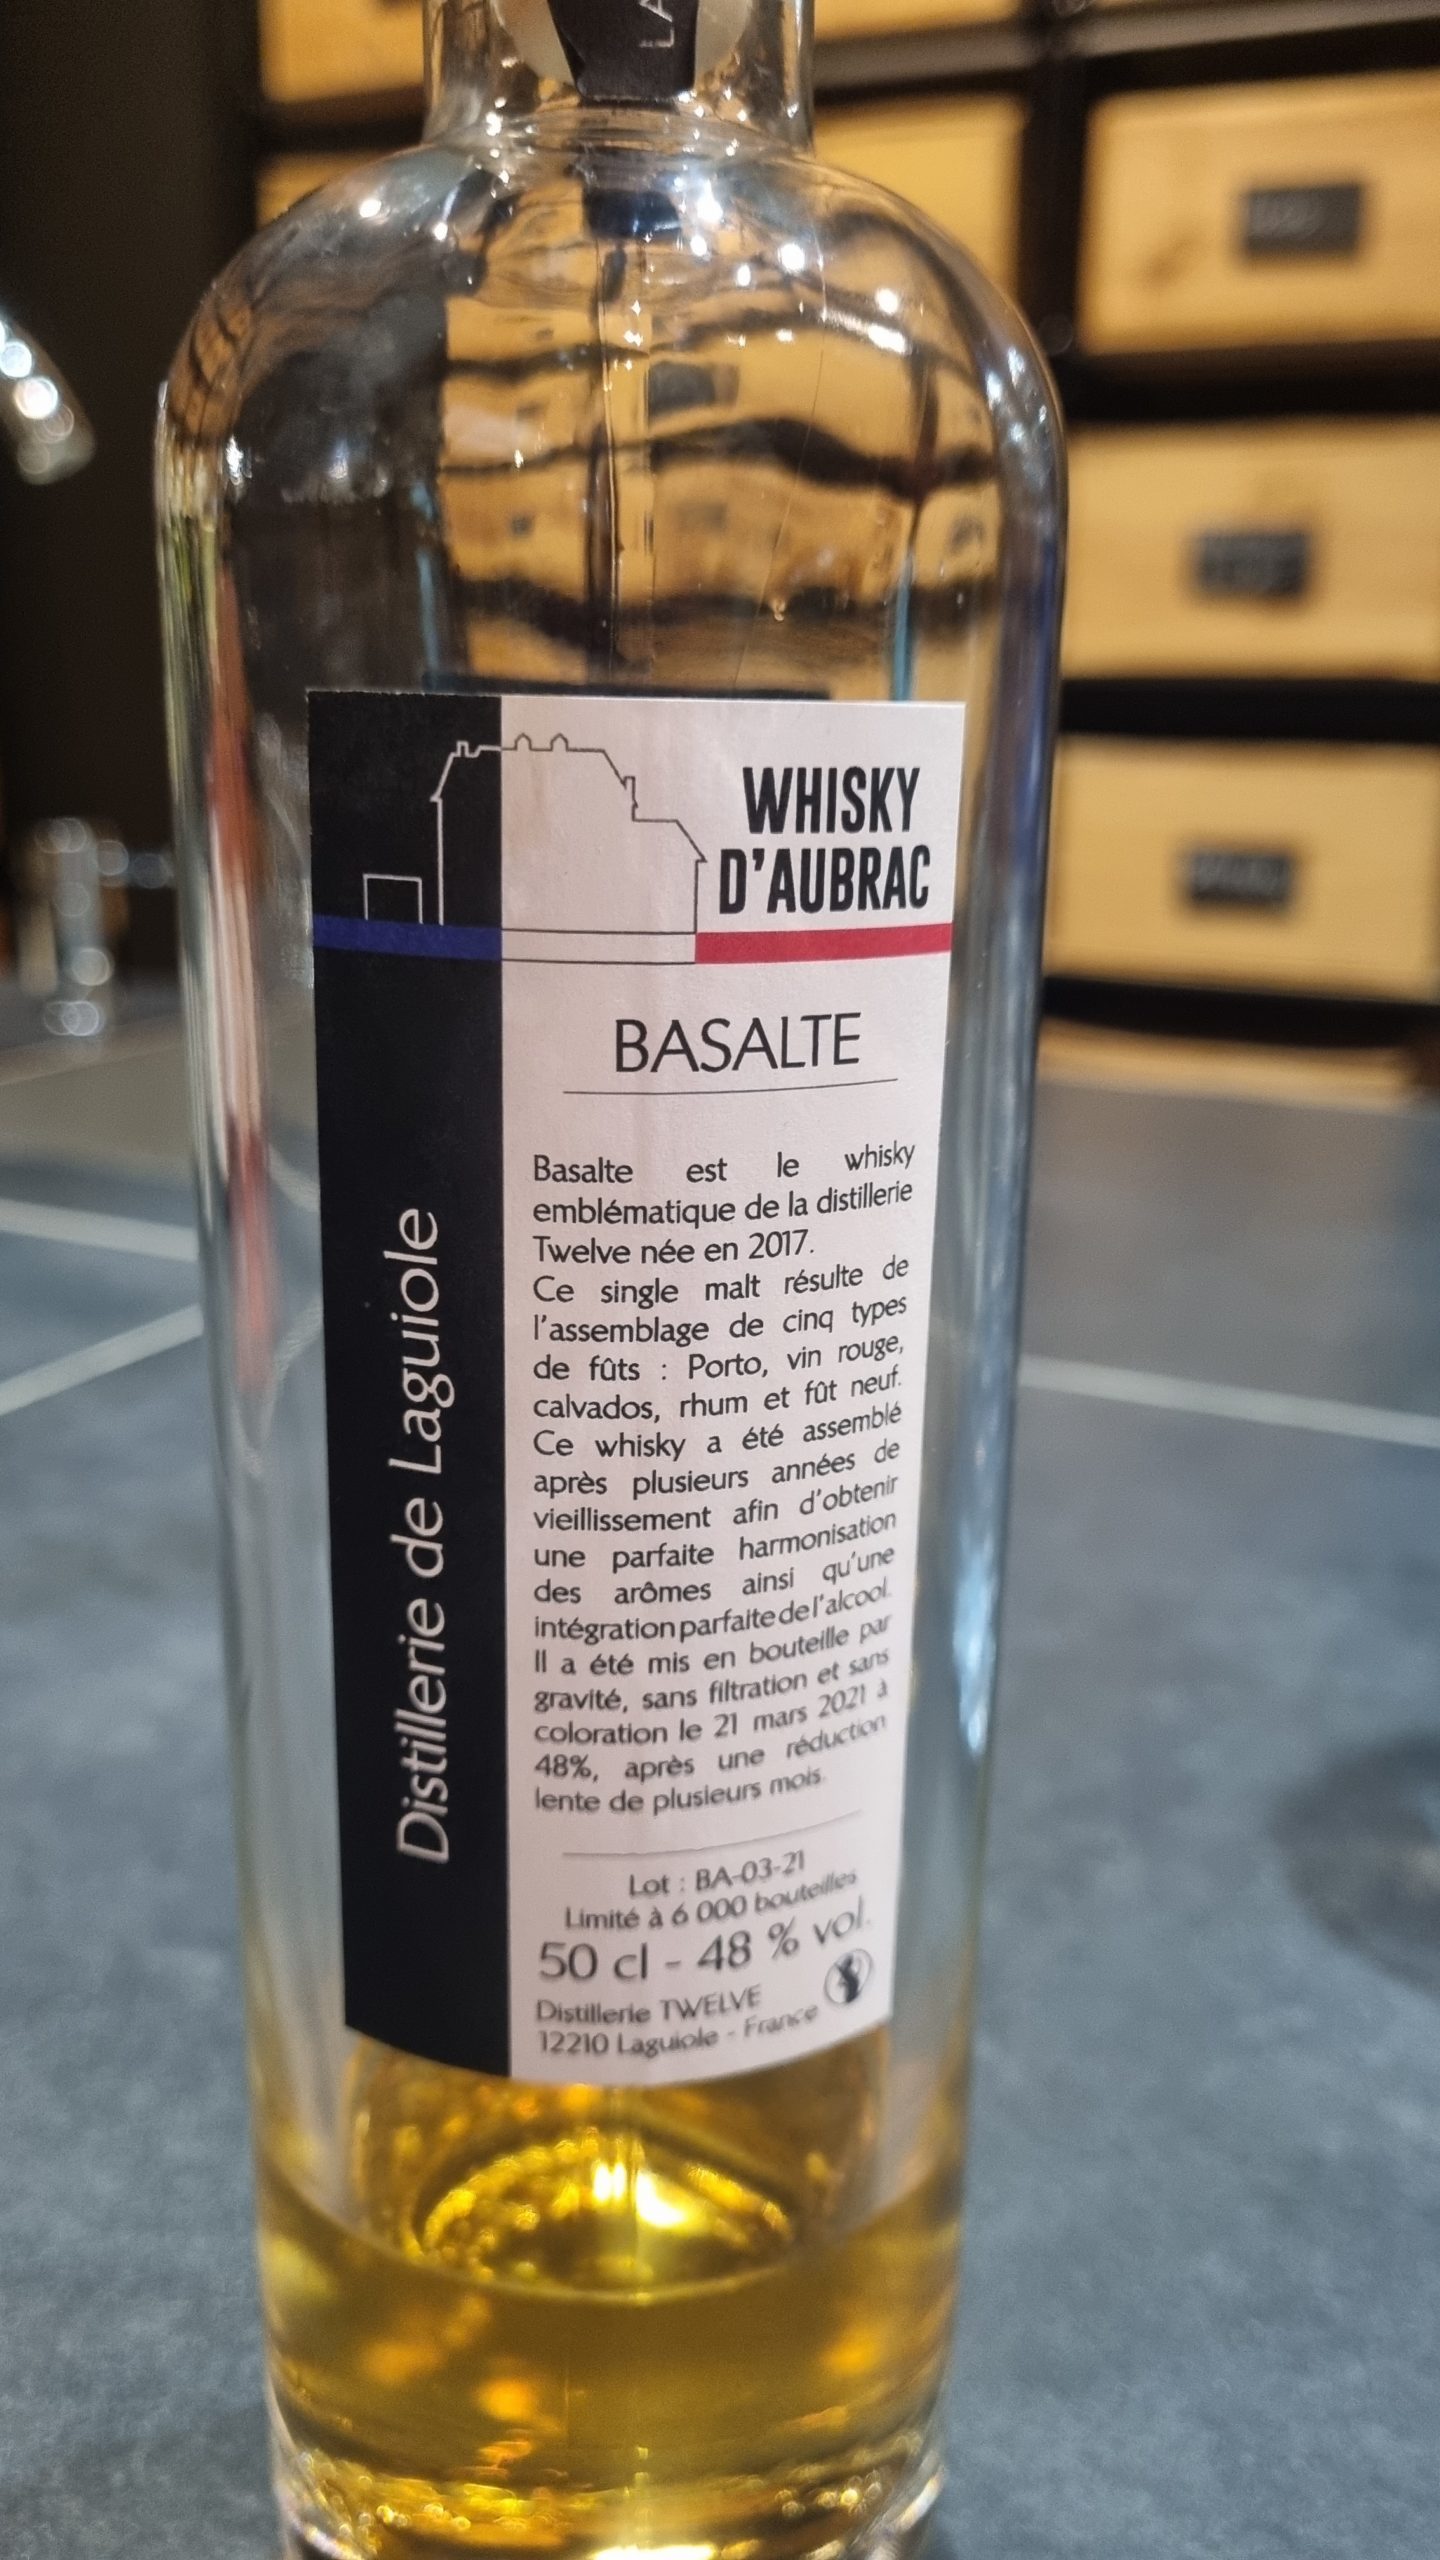 LA
WHISKY
D'AUBRAC
BASALTE
Distillerie de Laguiole
Basalte est le whisky
emblématique de la distillerie
Twelve née en 2017.
Ce single malt résulte de
l'assemblage de cinq types
de fûts : Porto, vin rouge,
calvados, rhum et fût neuf.
Ce whisky a été assemblé
après plusieurs années de
vieillissement afin d'obtenir
une parfaite harmonisation
des arômes ainsi qu'une
intégration parfaite de l'alcool.
Il a été mis en bouteille par
gravité, sans filtration et sans
coloration le 21 mars 2021 à
48%, après une réduction
lente de plusieurs mois.
Lot : BA-03-21
Limité à 6 000 bouteilles
50 cl - 48 % vol.
Distillerie TWELVE
12210 Laguiole - France